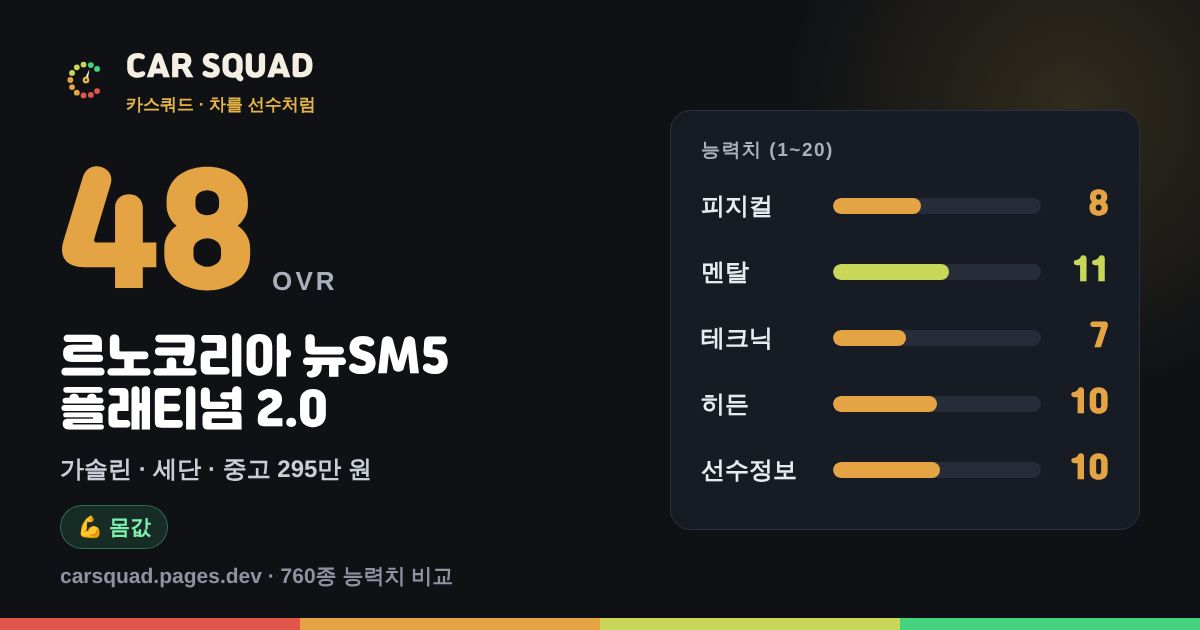 CAR SQUAD
카스쿼드 · 차를 선수처럼
48 OVR
르노코리아 뉴SM5
플래티넘 2.0
가솔린 · 세단 · 중고 295만 원
💪 몸값
carsquad.pages.dev · 760종 능력치 비교
능력치 (1~20)
피지컬 8
멘탈 11
테크닉 7
히든 10
선수정보 10